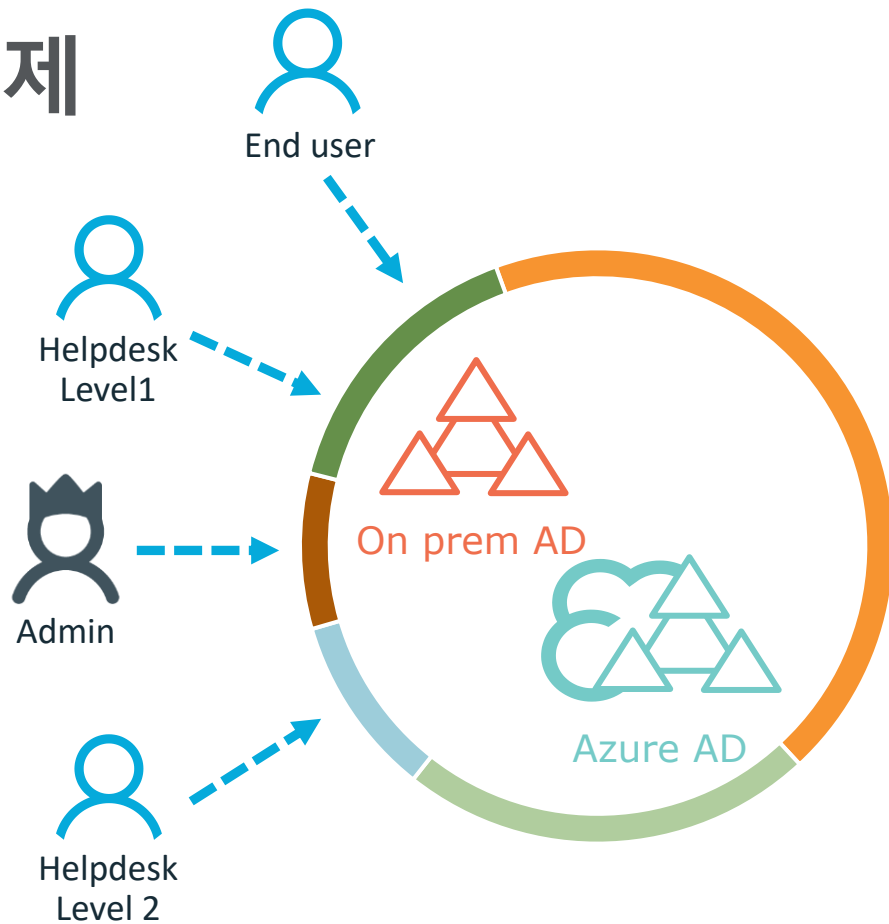 제
End user
Helpdesk
Level1
On prem AD
Admin
Azure AD
Helpdesk
Level 2